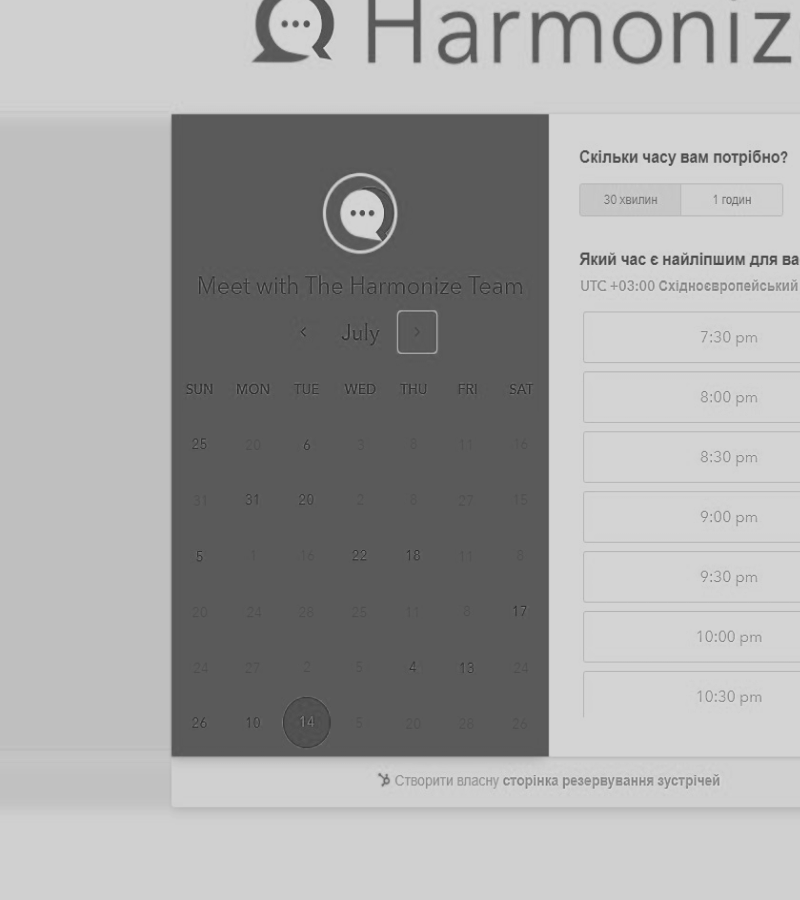 Harmoniz
Скільки часу вам потрібно?
30 хвилин 1 годин
Який час є найліпшим для ва
UTC +03:00 Східноєвропейський
Meet with The Harmonize Team
July
SUN MON TUE WED THU FRI SAT
25 20 6 3 8 11 16
31 31 20 2 8 27 15
5 1 16 22 18 11 8
20 24 28 25 11 8 17
24 27 2 5 4 13 24
26 10 14 5 20 28 26
7:30 pm
8:00 pm
8:30 pm
9:00 pm
9:30 pm
10:00 pm
10:30 pm
Створити власну сторінка резервування зустрічей